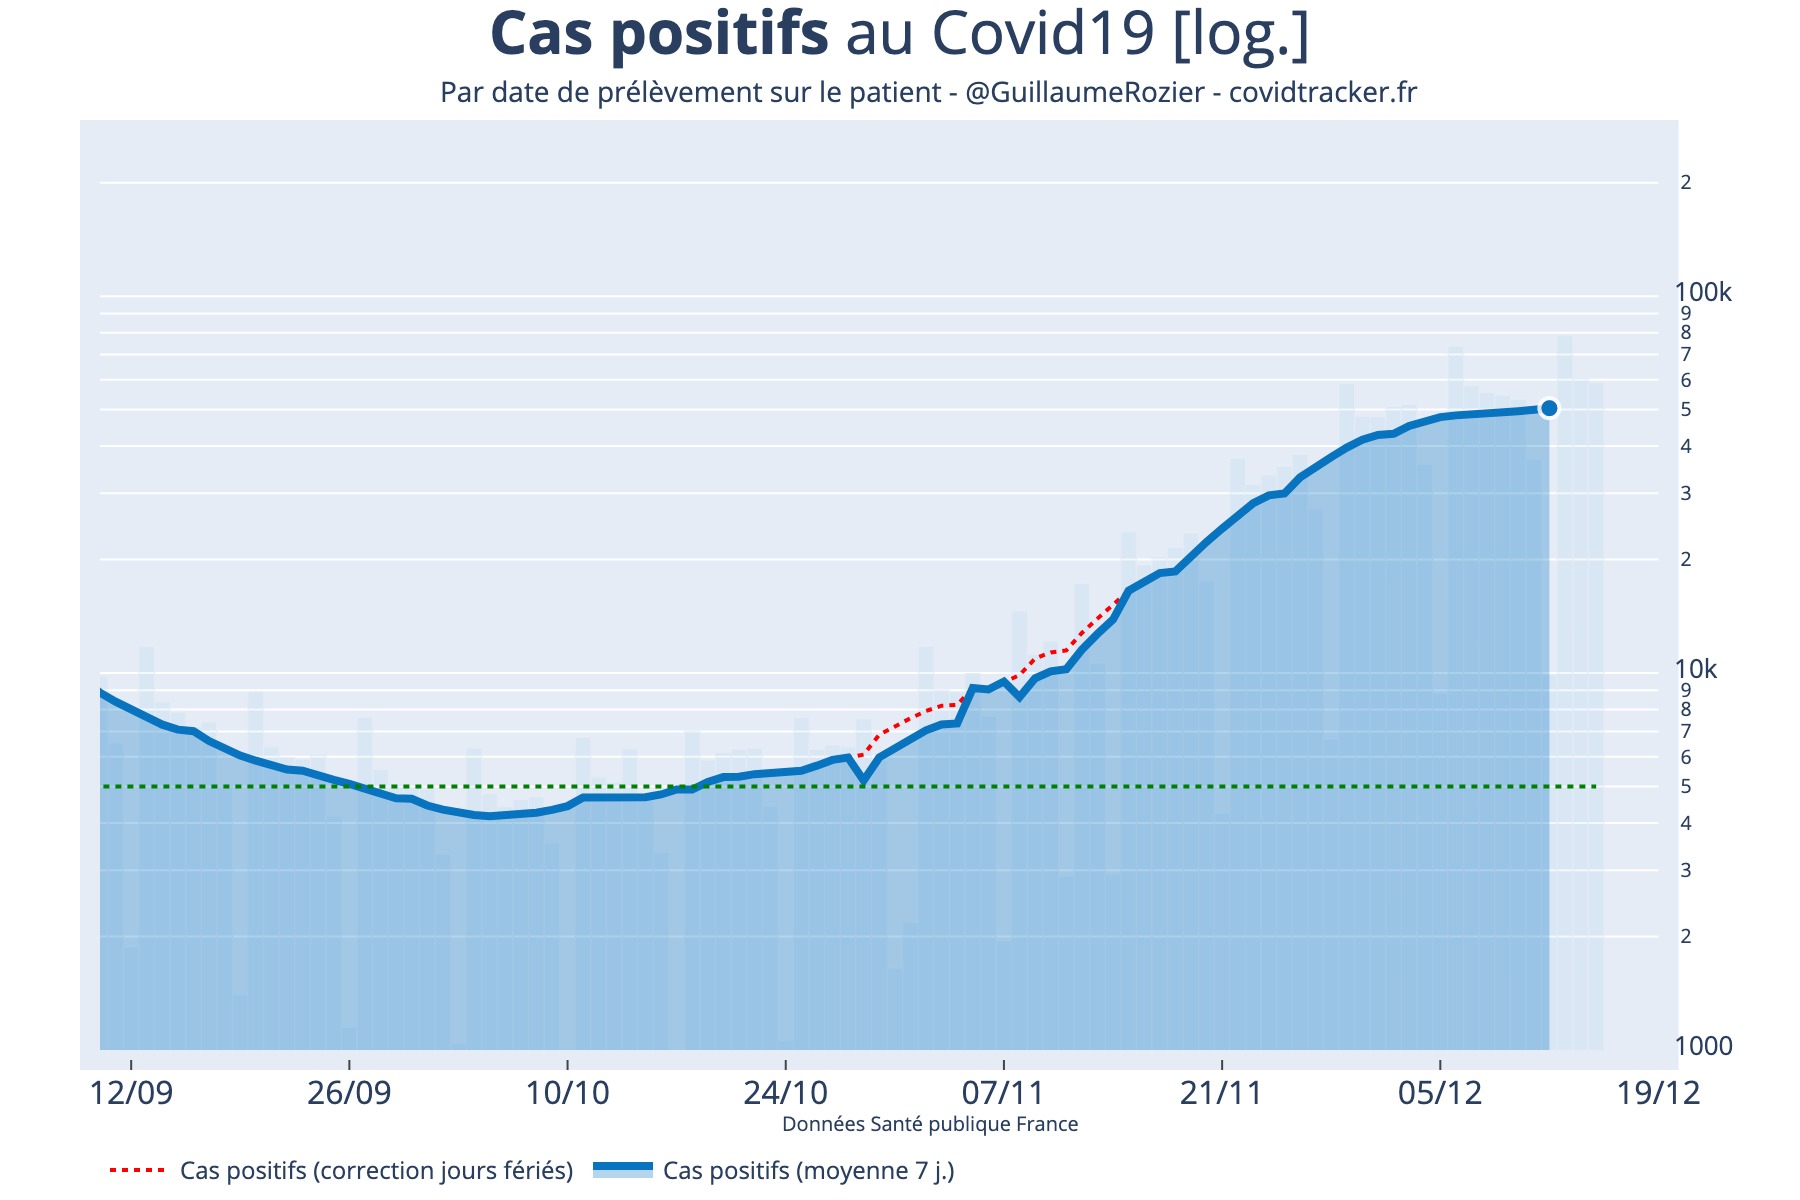 Cas positifs au Covid19 [log.]
Par date de prélèvement sur le patient - @GuillaumeRozier - covidtracker.fr
2
100k
9
8
7
6
5
4
3
2
10k
9
8
7
6
5
4
3
2
1000
12/09 26/09 10/10 24/10 07/11 21/11 05/12 19/12
Données Santé publique France
Cas positifs (correction jours fériés) Cas positifs (moyenne 7 j.)